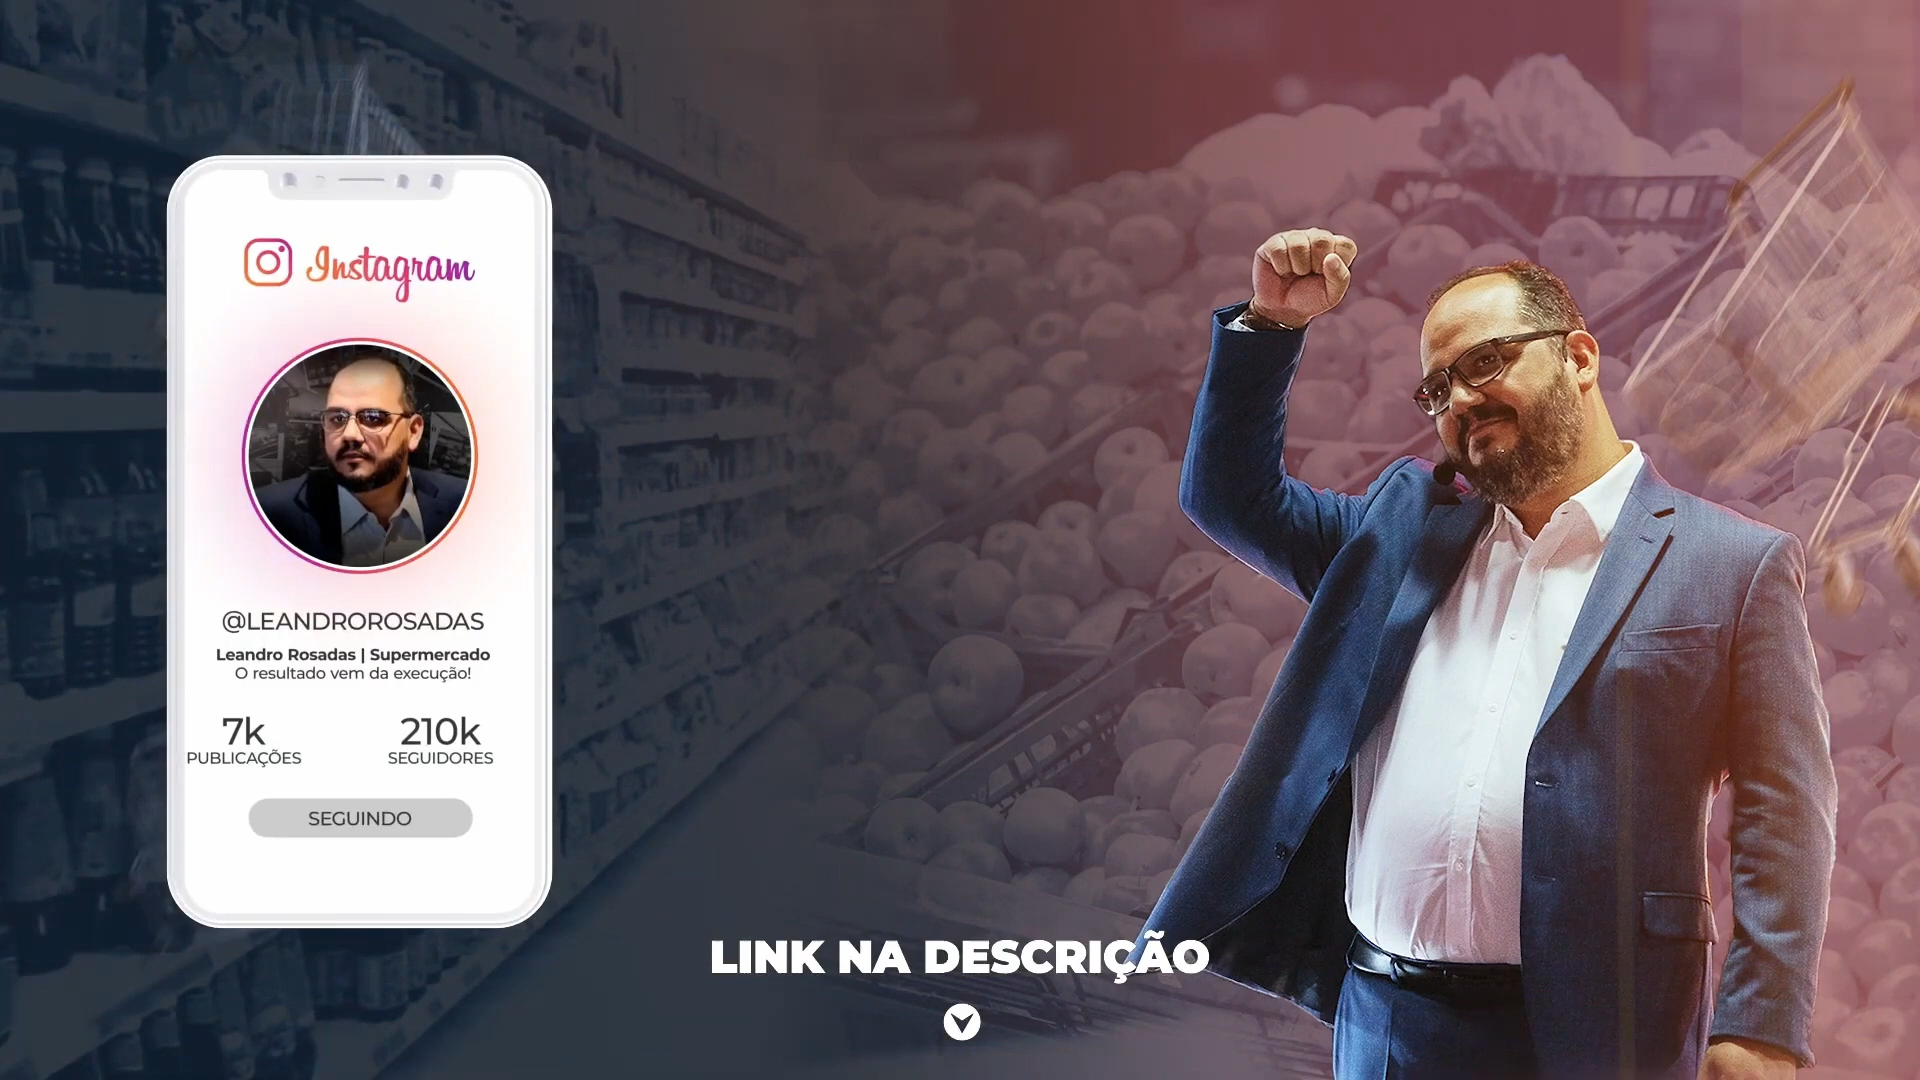 Instagram
@LEANDROROSADAS
Leandro Rosadas | Supermercado
O resultado vem da execução!
7k
PUBLICAÇÕES
210k
SEGUIDORES
SEGUINDO
LINK NA DESCRIÇÃO